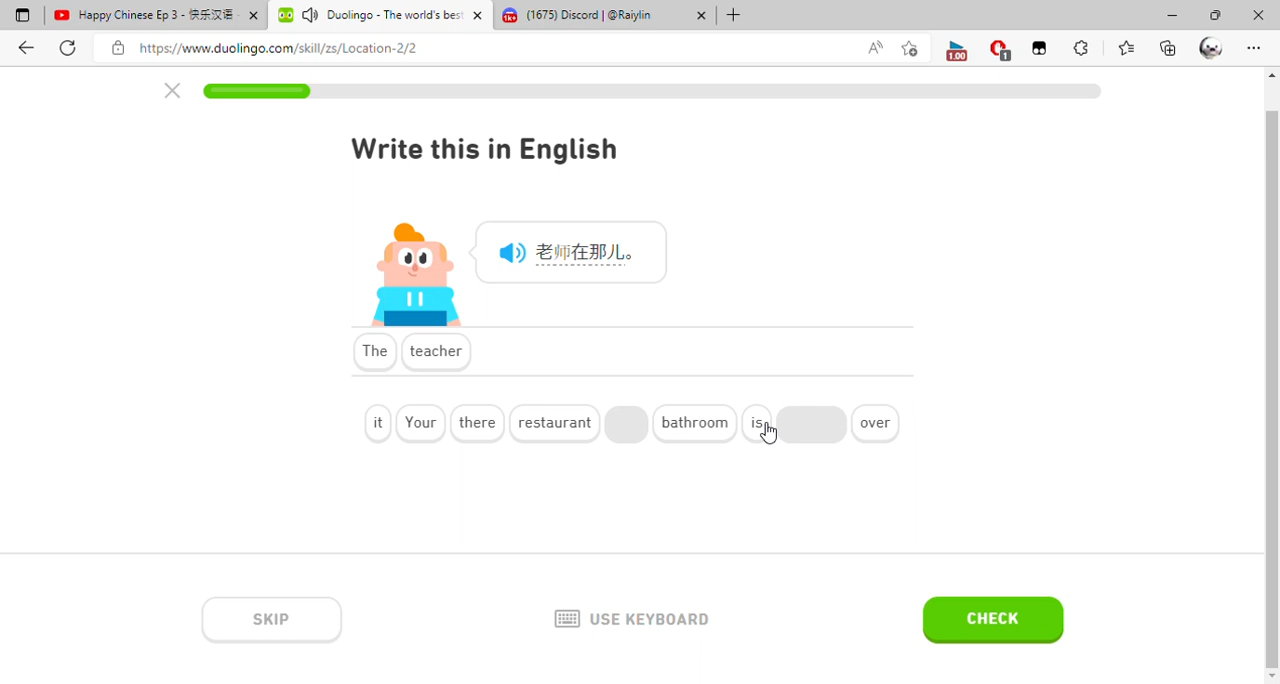 Happy Chinese Ep 3 - 快乐汉语
Duolingo - The world's best
(1675) Discord | @Raiylin
https://www.duolingo.com/skill/zs/Location-2/2
1.00
1
1K+
Write this in English
老师在那儿。
The teacher
it Your there restaurant bathroom is over
SKIP
USE KEYBOARD
CHECK